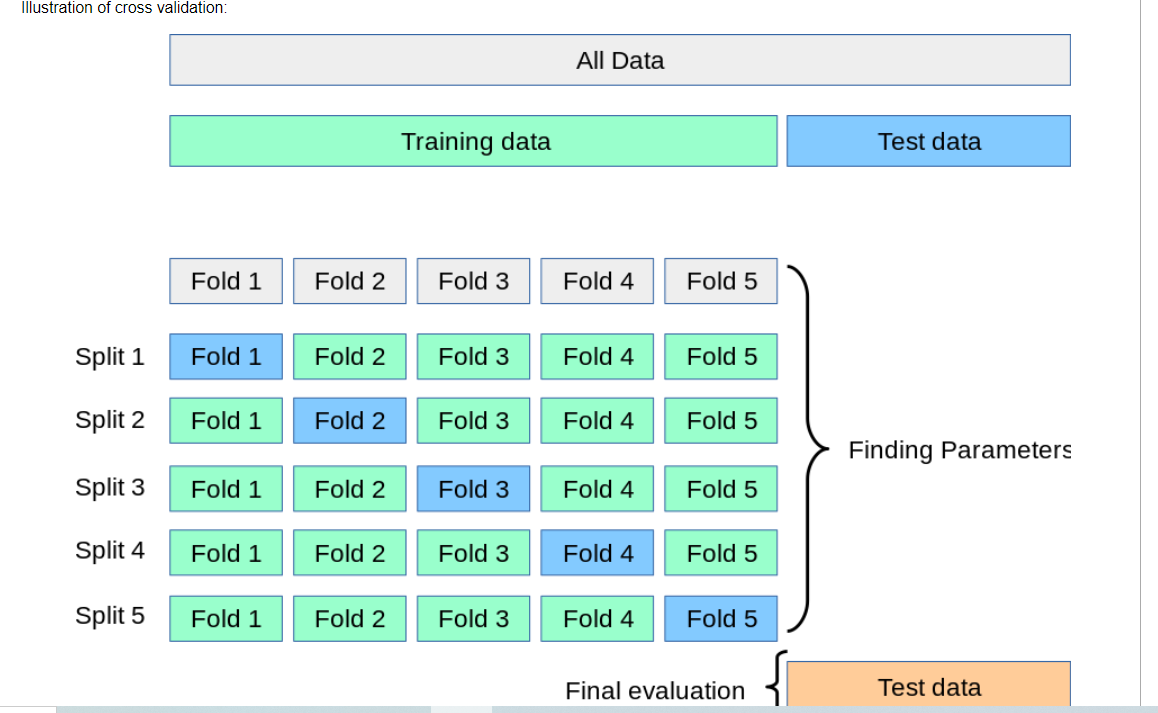 Illustration of cross validation:
All Data
Training data Test data
Fold 1 Fold 2 Fold 3 Fold 4 Fold 5
Split 1 Fold 1 Fold 2 Fold 3 Fold 4 Fold 5
Split 2 Fold 1 Fold 2 Fold 3 Fold 4 Fold 5
Finding Parameters
Split 3 Fold 1 Fold 2 Fold 3 Fold 4 Fold 5
Split 4 Fold 1 Fold 2 Fold 3 Fold 4 Fold 5
Split 5 Fold 1 Fold 2 Fold 3 Fold 4 Fold 5
Final evaluation Test data